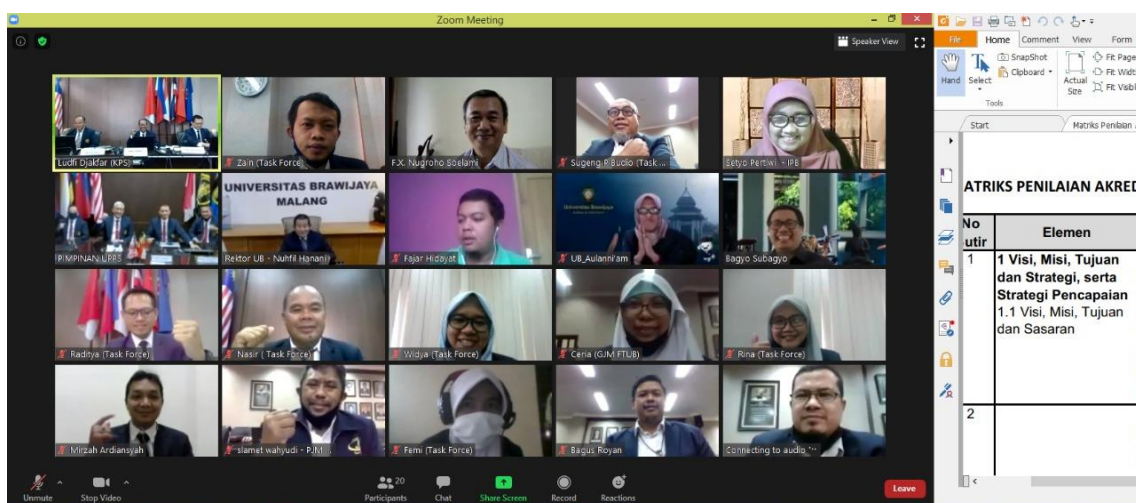 Zoom Meeting
Speaker View
Ludfi Djakfar (KPS)
Zain (Task Force)
F.X. Nugroho Soelami
Sugeng P Budio (Task ...
Setyo Pertiwi - IPB
PIMPINAN UPPS
UNIVERSITAS BRAWIJAYA
MALANG
Rektor UB - Nuhfil Hanani
Fajar Hidayat
Universitas Brawijaya
UB_Aulanni'am
Bagyo Subagyo
Raditya (Task Force)
Nasir ( Task Force)
Widya (Task Force)
Ceria (GJM FTUB)
Rina (Task Force)
Mirzah Ardiansyah
slamet wahyudi - PJM ...
Femi (Task Force)
Bagus Royan
Connecting to audio ...
Unmute
Stop Video
20
Participants
Chat
Share Screen
Record
Reactions
Leave
File
Home
Comment
View
Form
Hand
Select
SnapShot
Clipboard
Actual
Size
Fit Page
Fit Widt
Fit Visibl
Tools
Start
Matriks Penilaian
ATRIKS PENILAIAN AKRED
No
utir
Elemen
1
1 Visi, Misi, Tujuan
dan Strategi, serta
Strategi Pencapaian
1.1 Visi, Misi, Tujuan
dan Sasaran
2